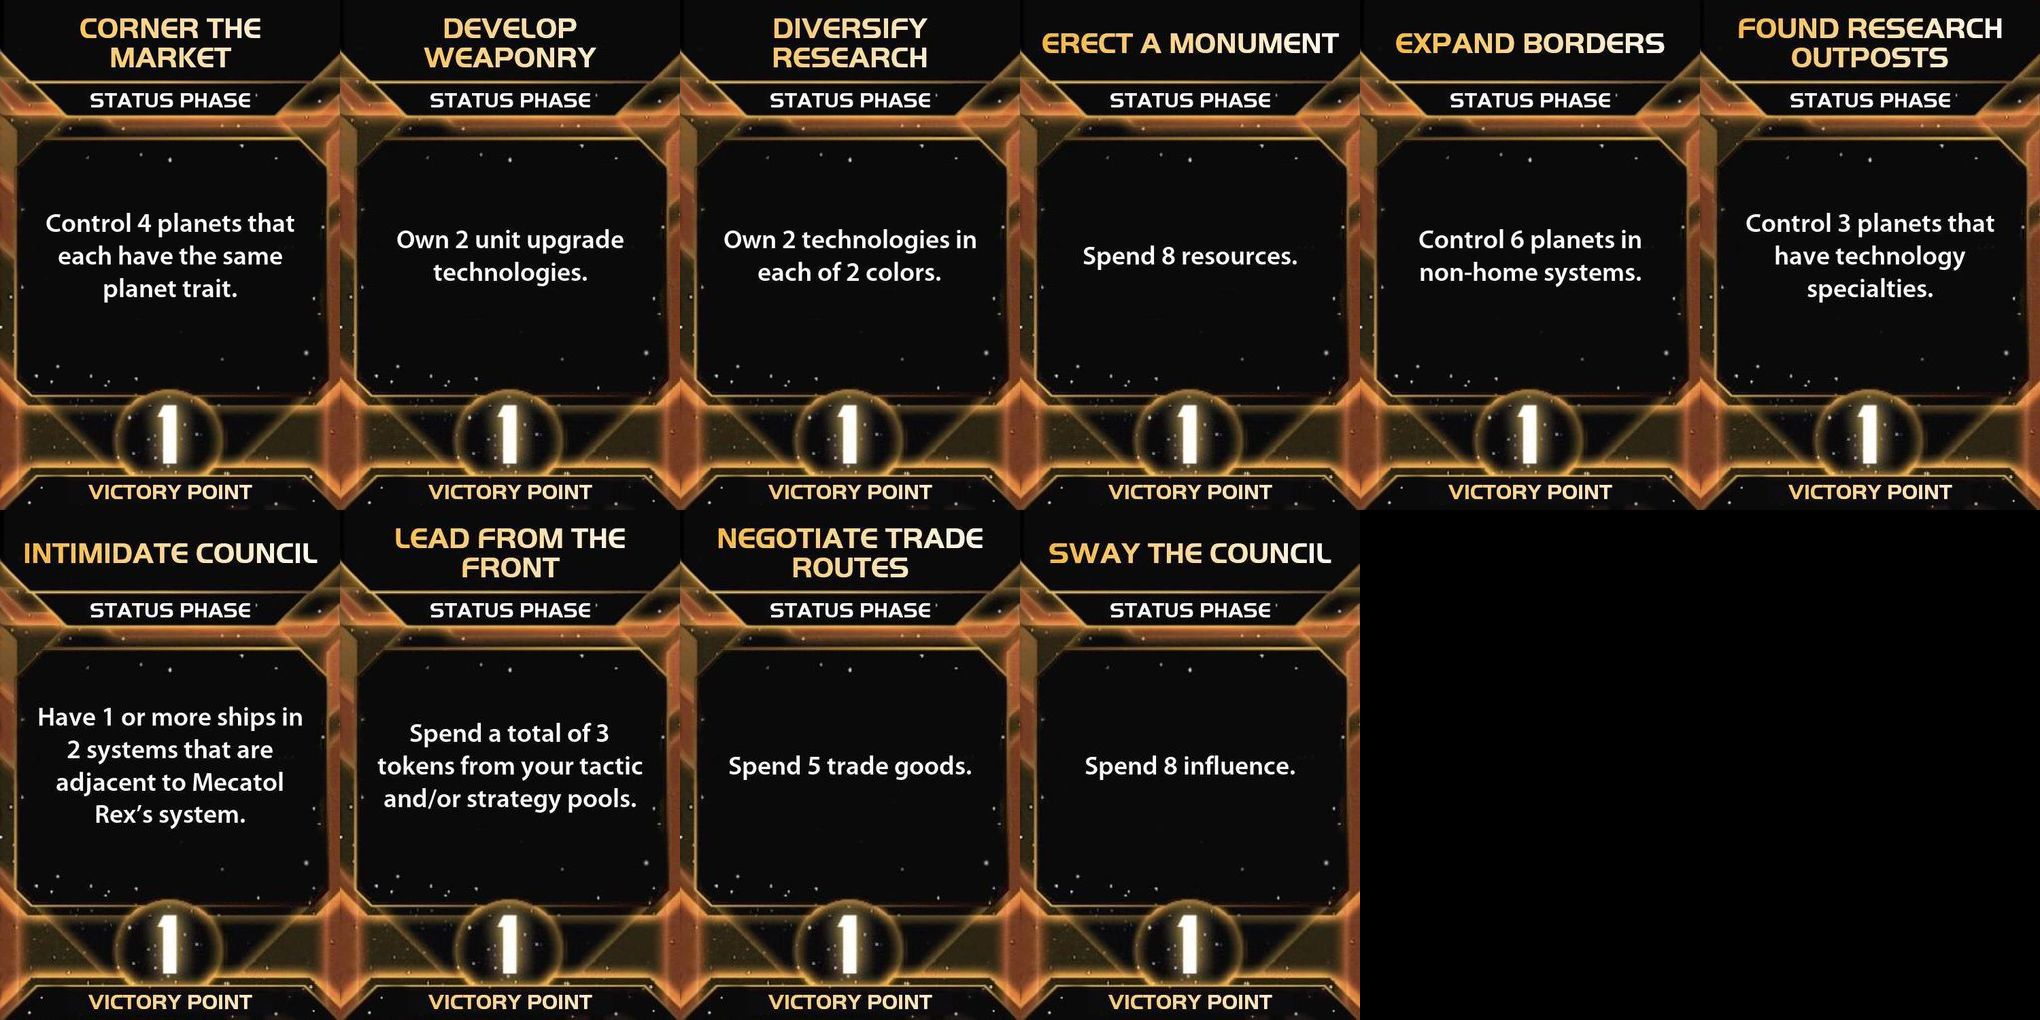 CORNER THE
MARKET
STATUS PHASE
Control 4 planets that
each have the same
planet trait.
1
VICTORY POINT
DEVELOP
WEAPONRY
STATUS PHASE
Own 2 unit upgrade
technologies.
1
VICTORY POINT
DIVERSIFY
RESEARCH
STATUS PHASE
Own 2 technologies in
each of 2 colors.
1
VICTORY POINT
ERECT A MONUMENT
STATUS PHASE
Spend 8 resources.
1
VICTORY POINT
EXPAND BORDERS
STATUS PHASE
Control 6 planets in
non-home systems.
1
VICTORY POINT
FOUND RESEARCH
OUTPOSTS
STATUS PHASE
Control 3 planets that
have technology
specialties.
1
VICTORY POINT
INTIMIDATE COUNCIL
STATUS PHASE
Have 1 or more ships in
2 systems that are
adjacent to Mecatol
Rex’s system.
1
VICTORY POINT
LEAD FROM THE
FRONT
STATUS PHASE
Spend a total of 3
tokens from your tactic
and/or strategy pools.
1
VICTORY POINT
NEGOTIATE TRADE
ROUTES
STATUS PHASE
Spend 5 trade goods.
1
VICTORY POINT
SWAY THE COUNCIL
STATUS PHASE
Spend 8 influence.
1
VICTORY POINT